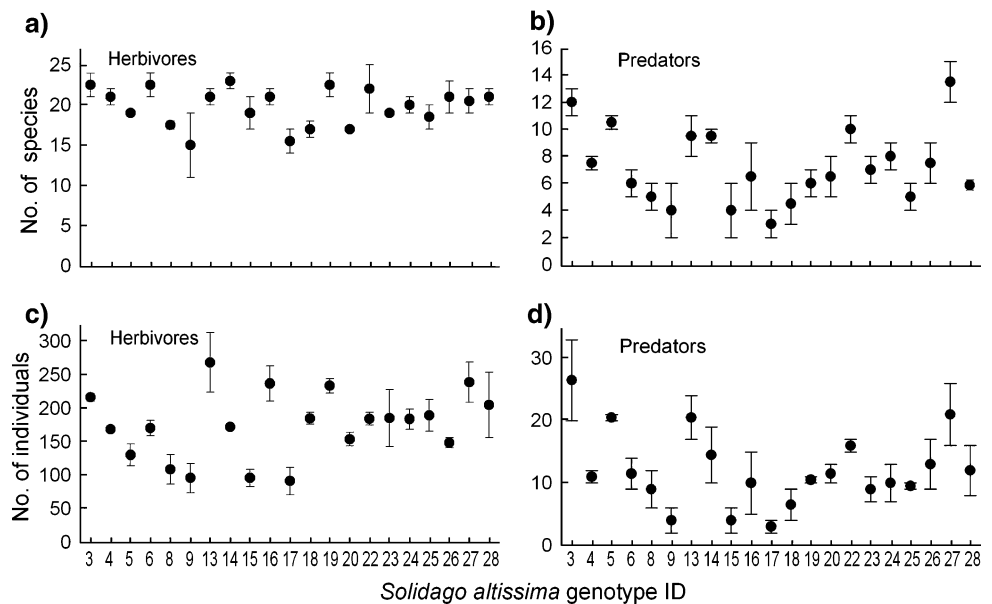 a)
Herbivores
25
20
15
10
5
0
No. of species
b)
Predators
16
14
12
10
8
6
4
2
0
c)
Herbivores
300
250
200
150
100
50
0
No. of individuals
3 4 5 6 8 9 13 14 15 16 17 18 19 20 22 23 24 25 26 27 28
d)
Predators
30
20
10
0
3 4 5 6 8 9 13 14 15 16 17 18 19 20 22 23 24 25 26 27 28
Solidago altissima genotype ID